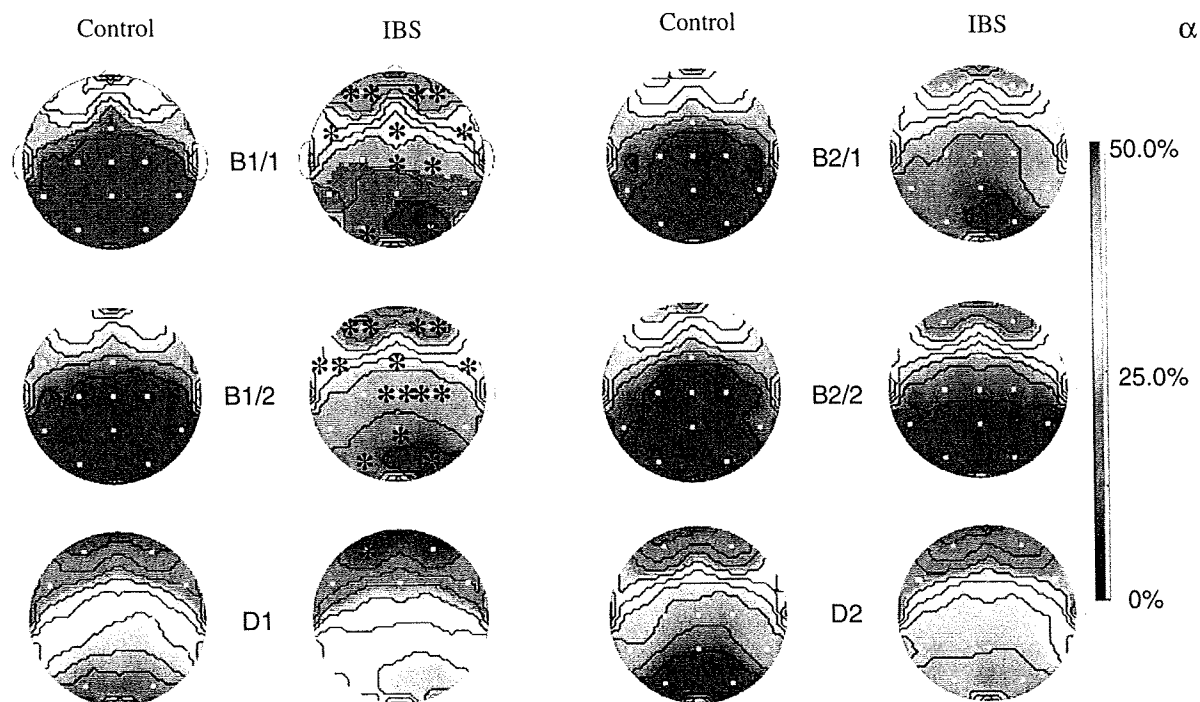 Control IBS Control IBS α
B1/1 B2/1 50.0%
B1/2 B2/2 25.0%
D1 D2 0%